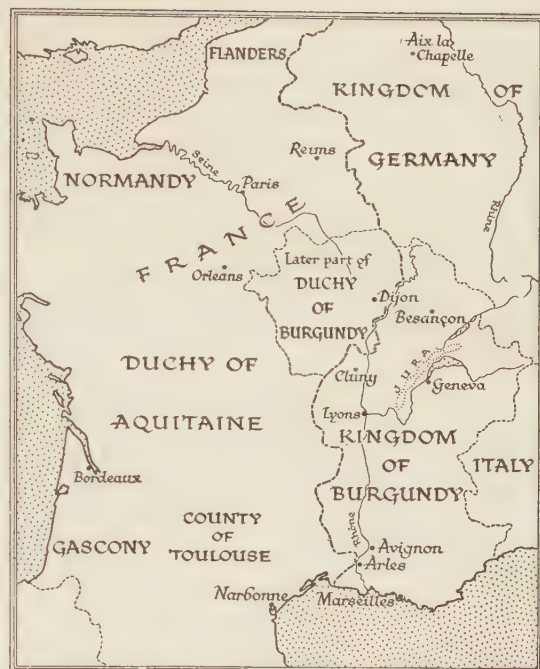 FLANDERS
Aix la
Chapelle
KINGDOM OF
GERMANY
Reims
Seine
NORMANDY
Paris
Rhine
FRANCE
Orleans
Later part of
DUCHY
OF
BURGUNDY
Dijon
Besançon
JURA
Geneva
Cluny
DUCHY OF
AQUITAINE
Lyons
KINGDOM
OF
BURGUNDY
ITALY
Bordeaux
COUNTY
OF
TOULOUSE
GASCONY
Rhône
Avignon
Arles
Narbonne
Marseilles